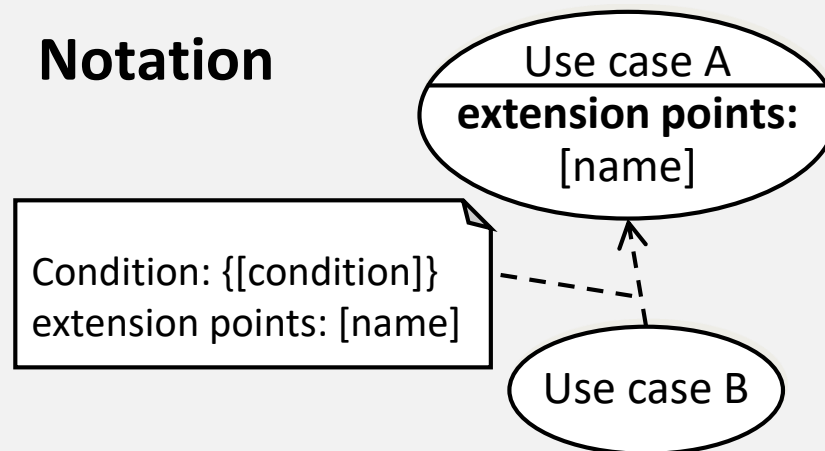 Notation
Use case A
extension points:
[name]
Condition: {[condition]}
extension points: [name]
Use case B